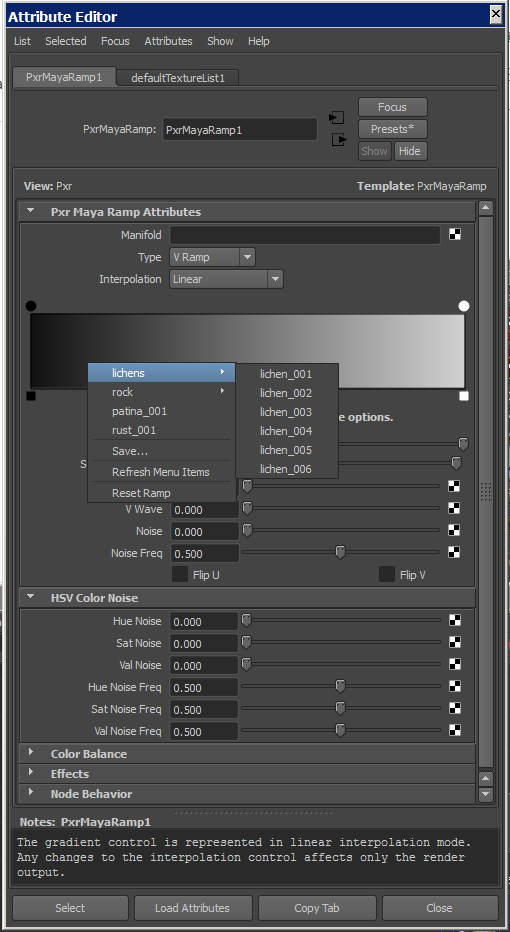 Attribute Editor
List Selected Focus Attributes Show Help
PxrMayaRamp1 defaultTextureList1
Focus
PxrMayaRamp: PxrMayaRamp1
Presets*
Show Hide
View: Pxr Template: PxrMayaRamp
Pxr Maya Ramp Attributes
Manifold
Type V Ramp
Interpolation Linear
lichens
rock
patina_001
rust_001
Save...
Refresh Menu Items
Reset Ramp
lichen_001
lichen_002
lichen_003
lichen_004
lichen_005
lichen_006
e options.
S
V Wave 0.000
Noise 0.000
Noise Freq 0.500
Flip U Flip V
HSV Color Noise
Hue Noise 0.000
Sat Noise 0.000
Val Noise 0.000
Hue Noise Freq 0.500
Sat Noise Freq 0.500
Val Noise Freq 0.500
Color Balance
Effects
Node Behavior
Notes: PxrMayaRamp1
The gradient control is represented in linear interpolation mode.
Any changes to the interpolation control affects only the render
output.
Select Load Attributes Copy Tab Close